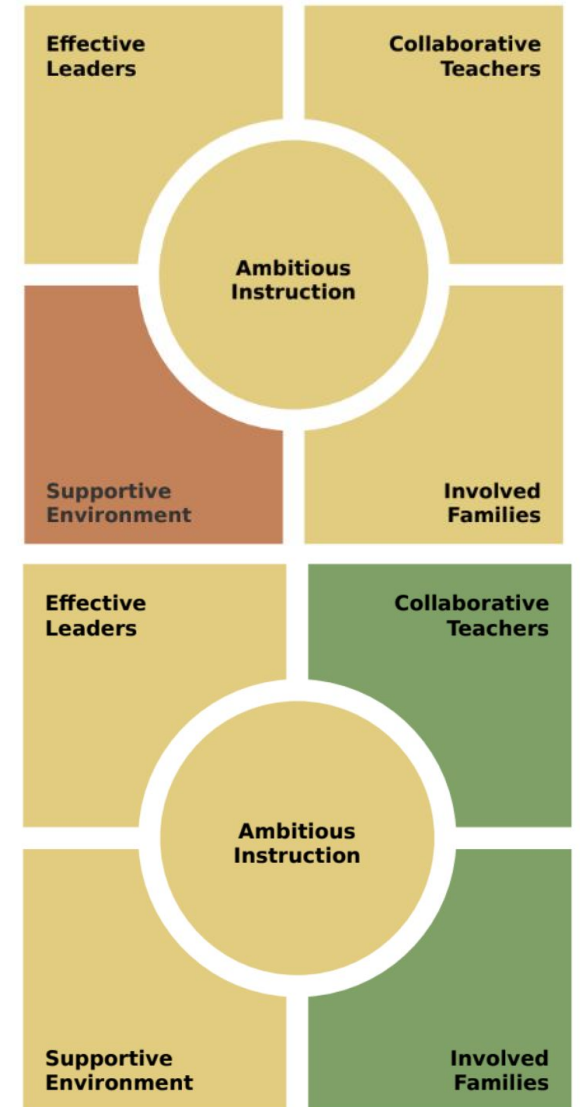 Effective
Leaders
Collaborative
Teachers
Ambitious
Instruction
Supportive
Environment
Involved
Families
Effective
Leaders
Collaborative
Teachers
Ambitious
Instruction
Supportive
Environment
Involved
Families